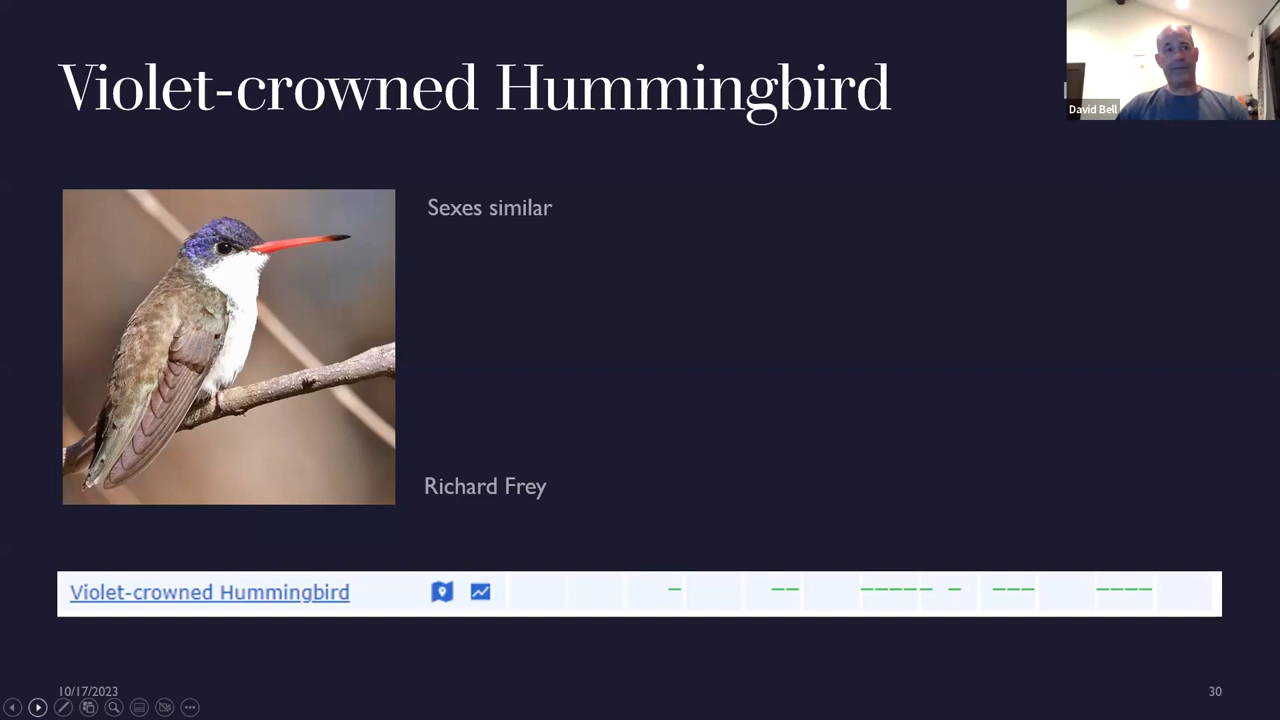 Violet-crowned Hummingbird
David Bell
Sexes similar
Richard Frey
Violet-crowned Hummingbird
10/17/2023
30